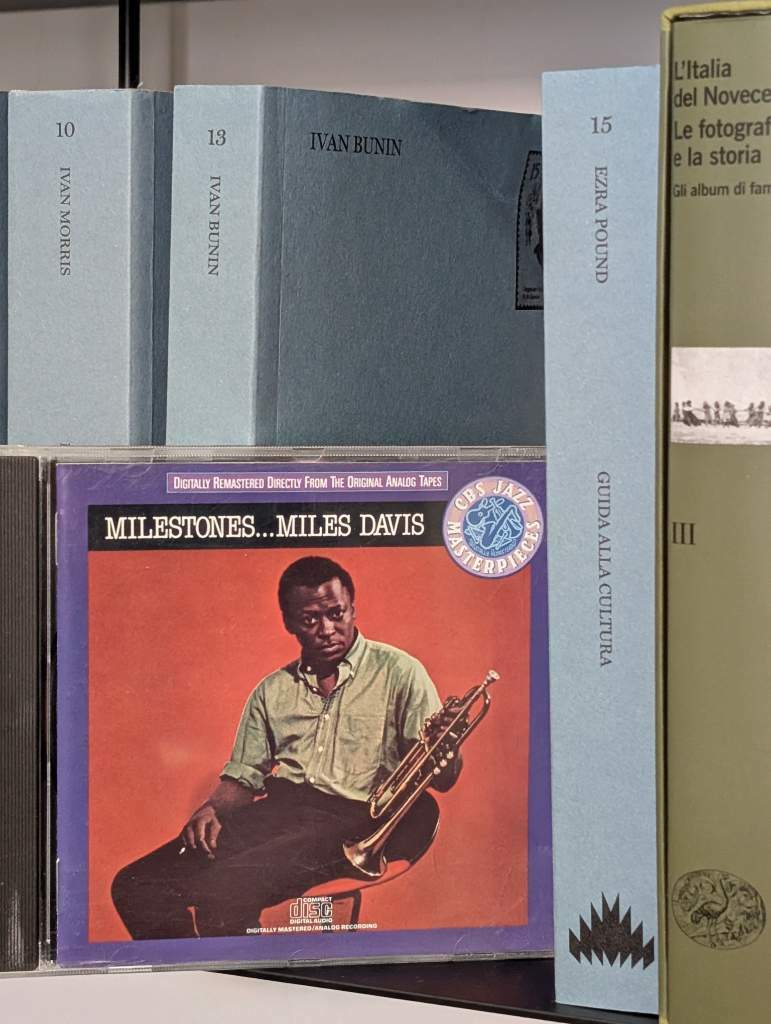 10
IVAN MORRIS
13
IVAN BUNIN
IVAN BUNIN
15
EZRA POUND
GUIDA ALLA CULTURA
L'Italia
del Novece
Le fotograf
e la storia
Gli album di fam
III
DIGITALLY REMASTERED DIRECTLY FROM THE ORIGINAL ANALOG TAPES
MILESTONES...MILES DAVIS
CBS JAZZ
MASTERPIECES
COMPACT
disc
DIGITAL AUDIO
DIGITALLY MASTERED/ANALOG RECORDING